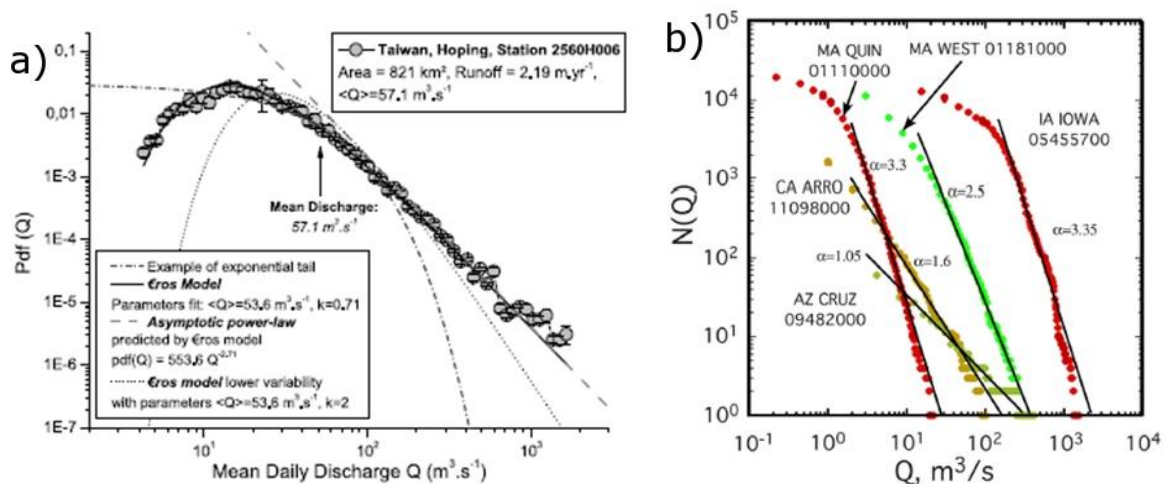 a)
0,1
0,01
1E-3
1E-4
1E-5
1E-6
1E-7
Pdf (Q)
Taiwan, Hoping, Station 2560H006
Area = 821 km², Runoff = 2.19 m.yr⁻¹,
<Q>=57.1 m³.s⁻¹
Mean Discharge:
57.1 m³.s⁻¹
Example of exponential tail
€ros Model
Parameters fit: <Q>=53.6 m³.s⁻¹, k=0.71
Asymptotic power-law
predicted by €ros model
pdf(Q) = 553.6 Q⁻²·⁷¹
€ros model lower variability
with parameters <Q>=53.6 m³.s⁻¹, k=2
10¹
10²
10³
Mean Daily Discharge Q (m³.s⁻¹)
b)
10⁵
10⁴
10³
10²
10¹
10⁰
N(Q)
MA QUIN
01110000
MA WEST 01181000
IA IOWA
05455700
α=3.3
α=2.5
CA ARRO
11098000
α=3.35
α=1.05
α=1.6
AZ CRUZ
09482000
10⁻¹
10⁰
10¹
10²
10³
10⁴
Q, m³/s